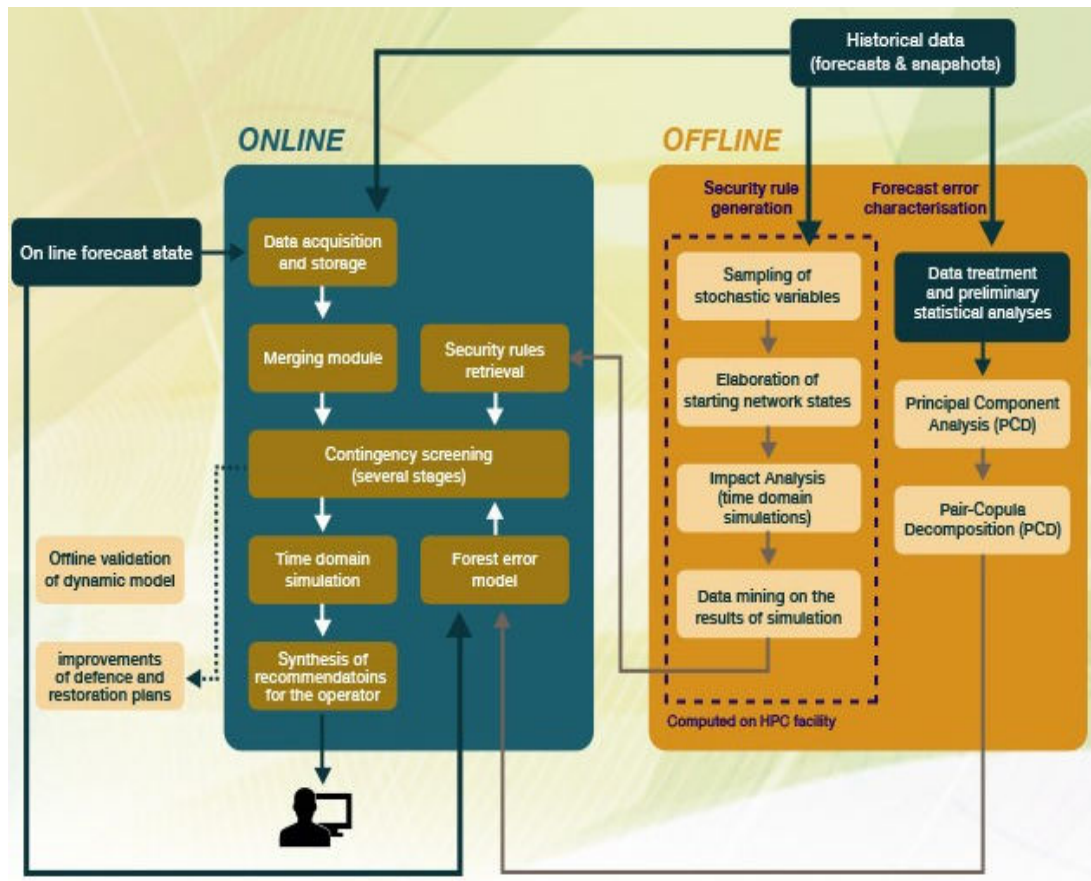 Historical data
(forecasts & snapshots)
ONLINE
OFFLINE
Security rule
generation
Forecast error
characterisation
On line forecast state
Data acquisition
and storage
Merging module
Security rules
retrieval
Contingency screening
(several stages)
Time domain
simulation
Forest error
model
Synthesis of
recommendatoins
for the operator
Offline validation
of dynamic model
improvements
of defence and
restoration plans
Sampling of
stochastic variables
Elaboration of
starting network states
Impact Analysis
(time domain
simulations)
Data mining on the
results of simulation
Computed on HPC facility
Data treatment
and preliminary
statistical analyses
Principal Component
Analysis (PCD)
Pair-Copula
Decomposition (PCD)